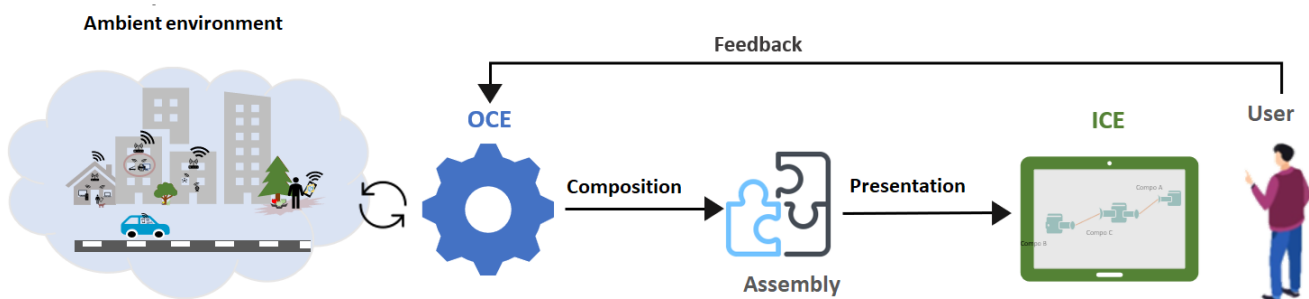 Ambient environment
Feedback
OCE
ICE
User
Composition
Presentation
Assembly
Compo A
Compo B
Compo C